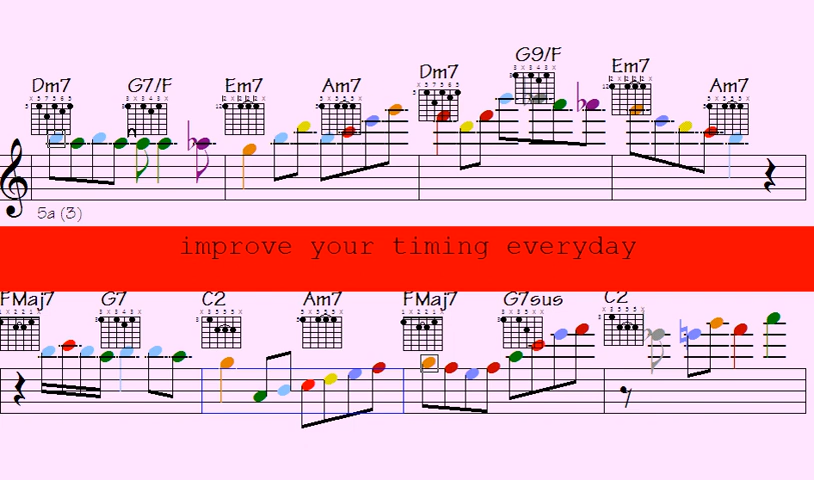 Dm7 G7/F Em7 Am7 Dm7 G9/F Em7 Am7
5a (3)
improve your timing everyday
FMaj7 G7 C2 Am7 FMaj7 G7sus C2